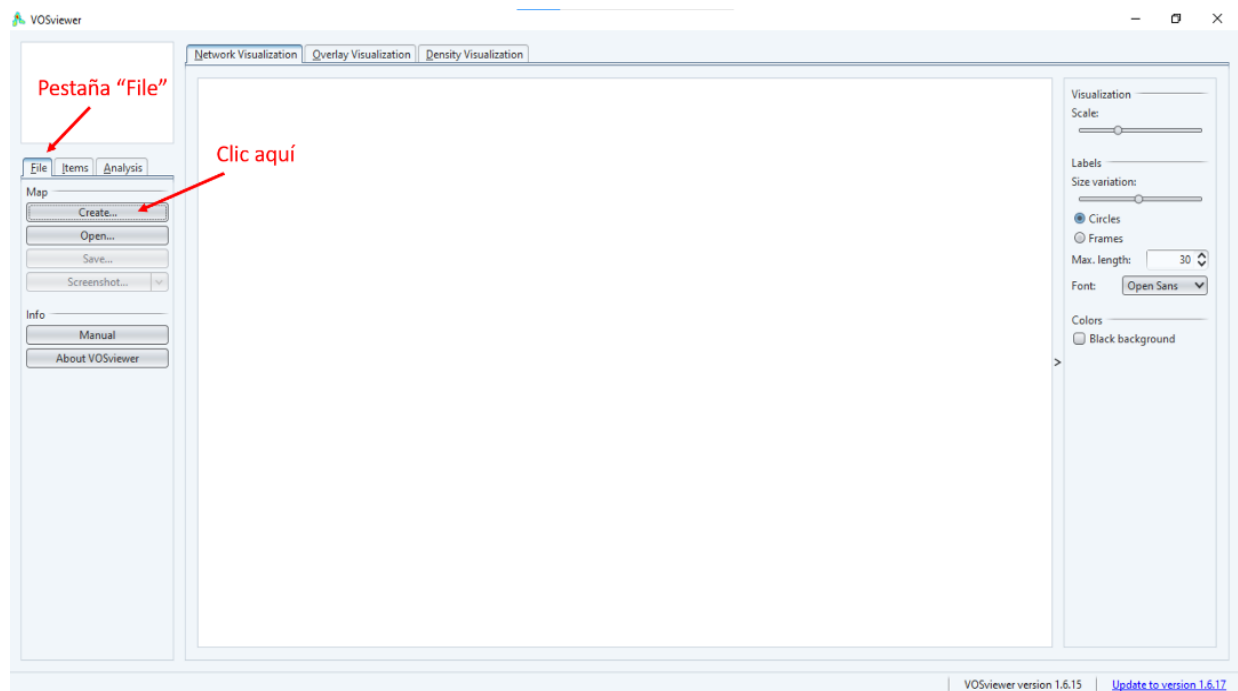 VOSviewer
Network Visualization Overlay Visualization Density Visualization
Pestaña “File”
Clic aquí
File Items Analysis
Map
Create...
Open...
Save...
Screenshot...
Info
Manual
About VOSviewer
Visualization
Scale:
Labels
Size variation:
Circles
Frames
Max. length: 30
Font: Open Sans
Colors
Black background
>
VOSviewer version 1.6.15 Update to version 1.6.17